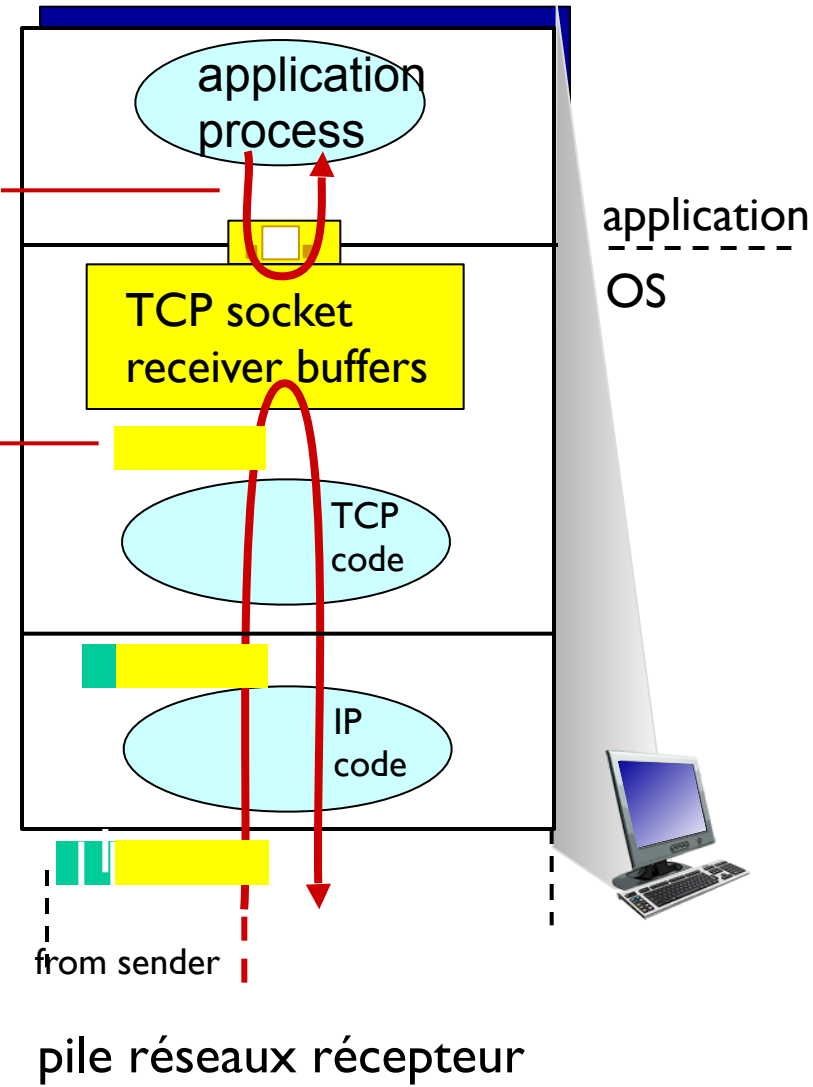 application
process
application
OS
TCP socket
receiver buffers
TCP
code
IP
code
from sender
pile réseaux récepteur